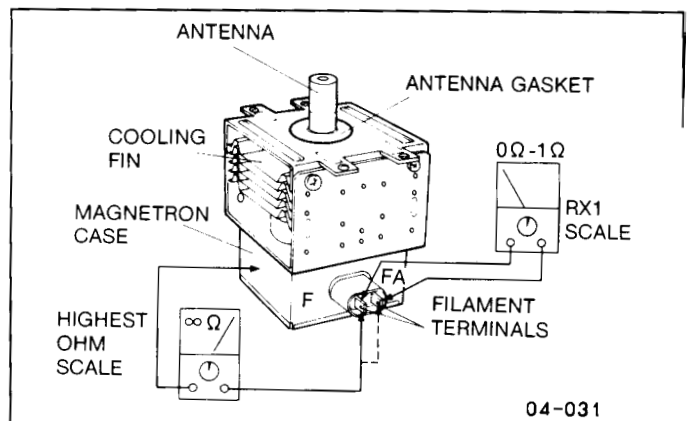 ANTENNA
ANTENNA GASKET
COOLING
FIN
0Ω-1Ω
MAGNETRON
CASE
RX1
SCALE
F
FA
FILAMENT
TERMINALS
HIGHEST
OHM
SCALE
∞ Ω
04-031